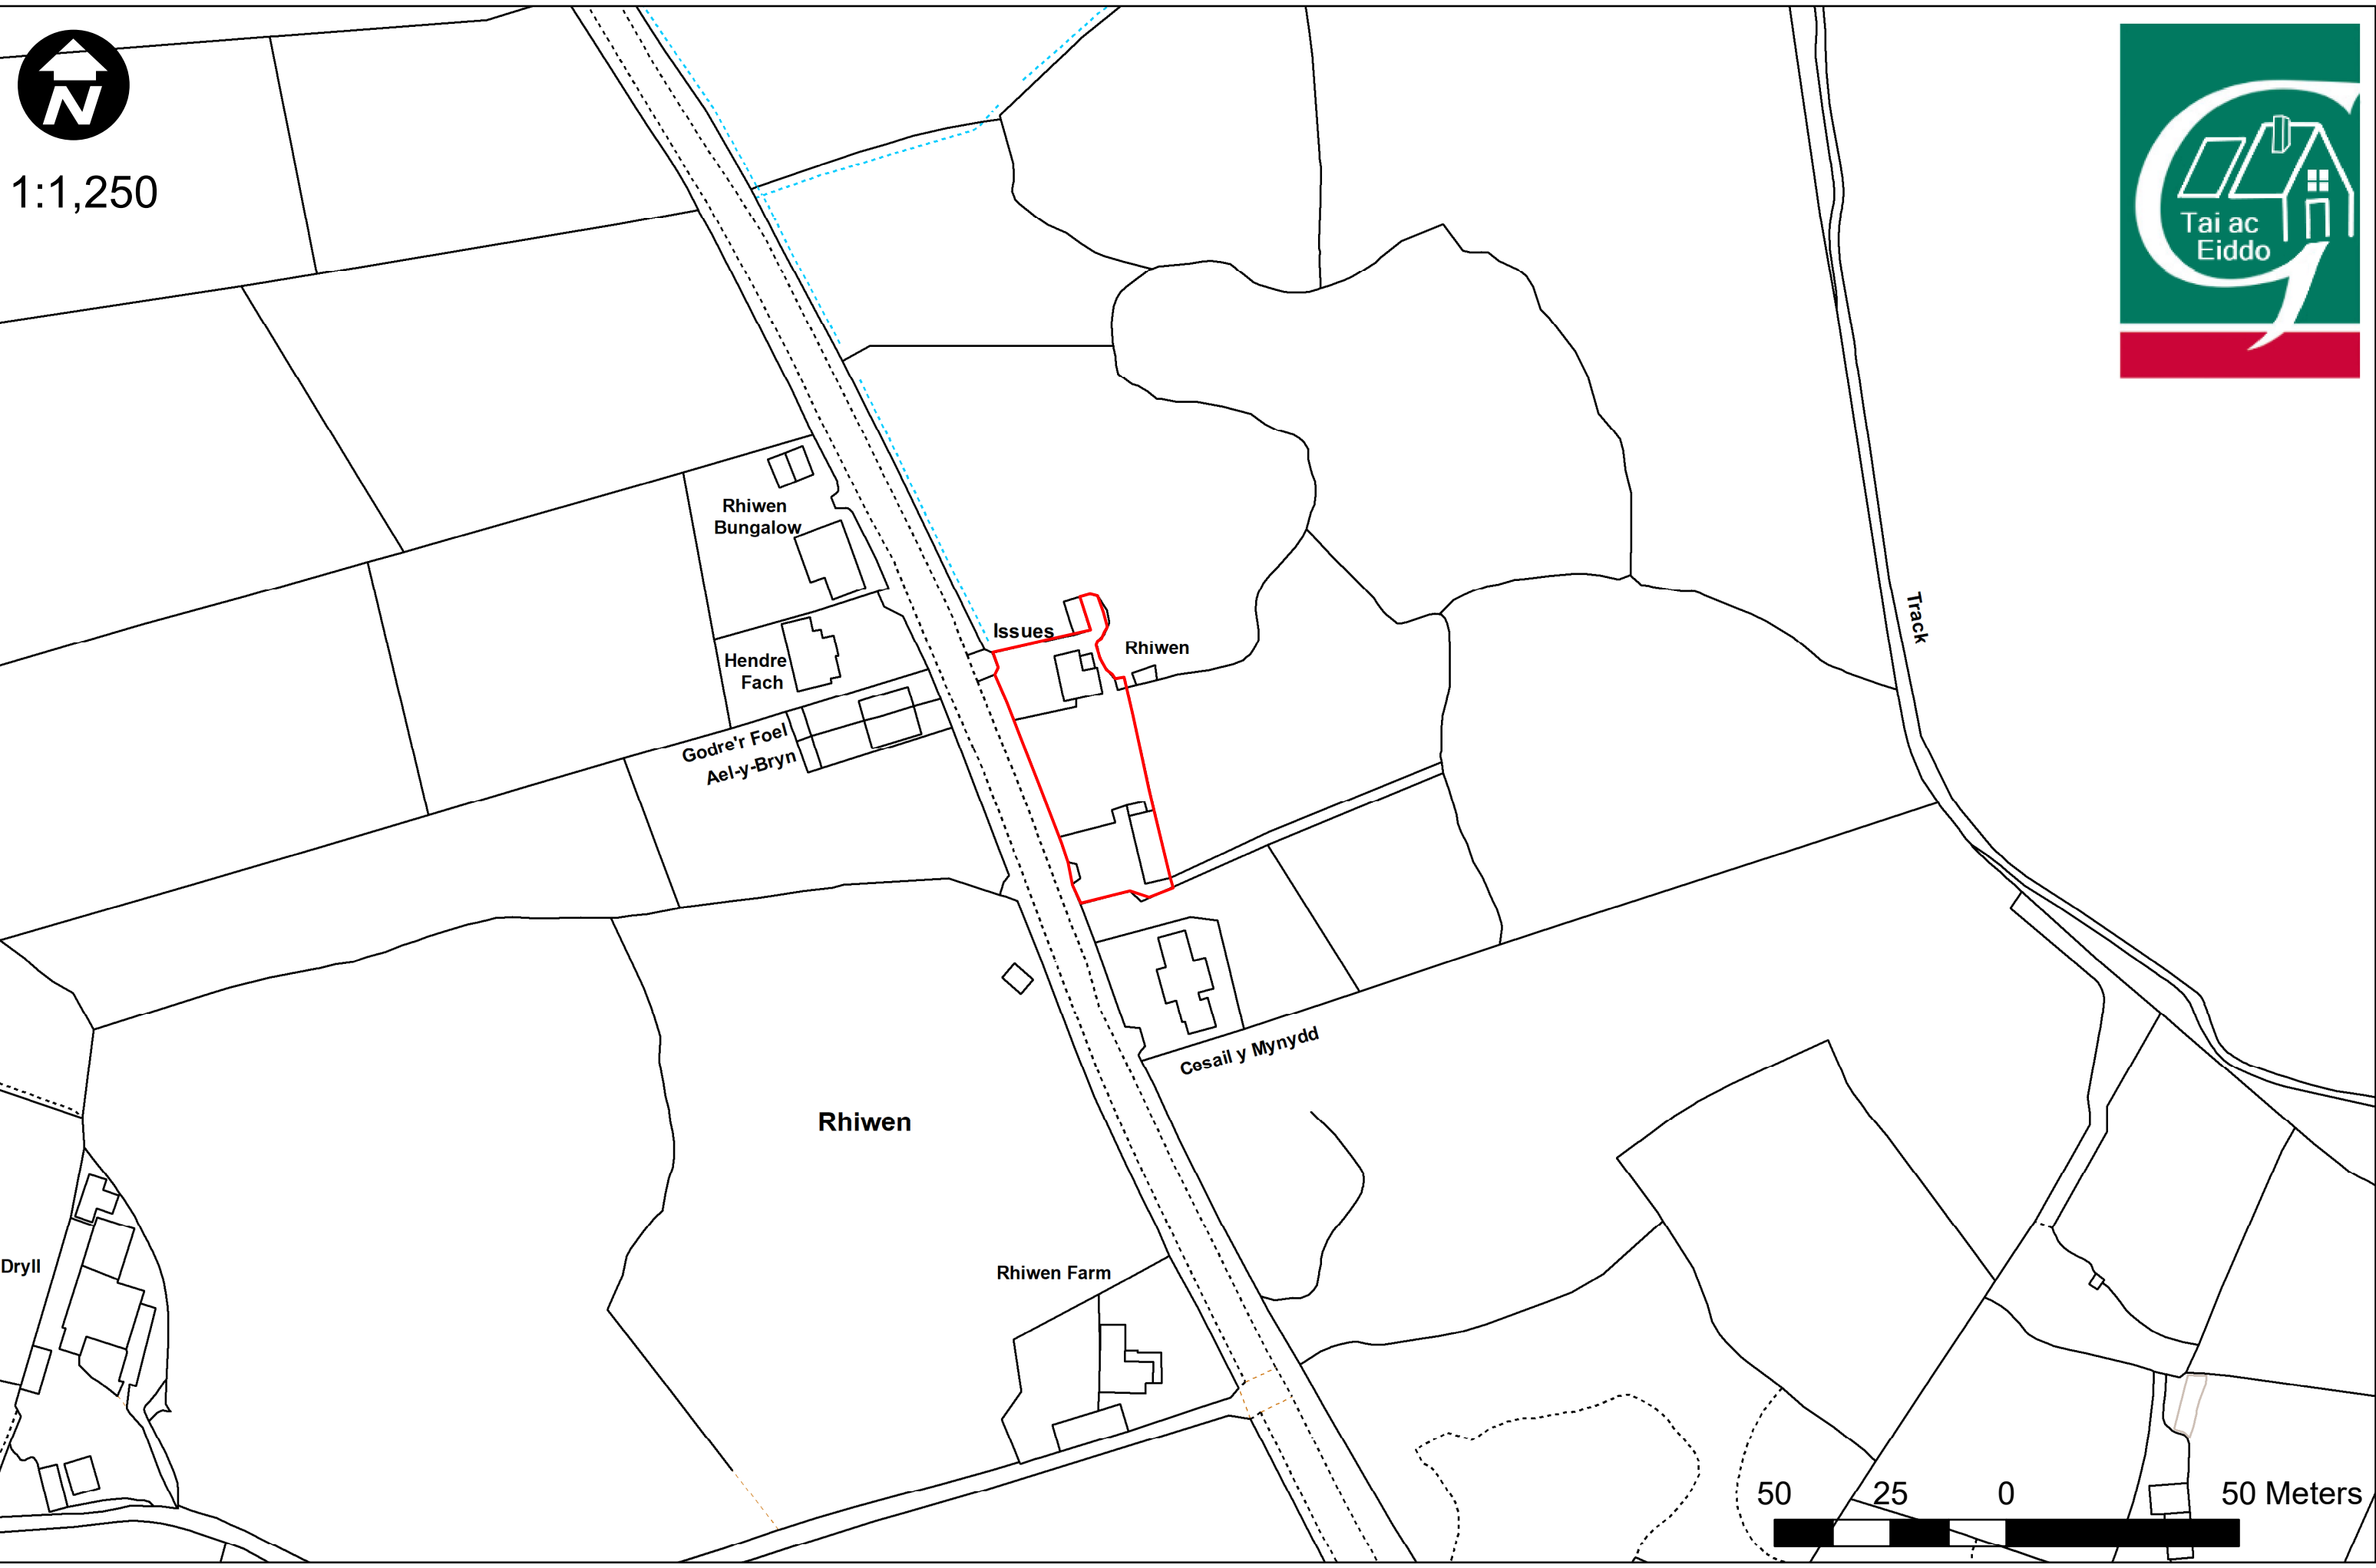 N
1:1,250
Tai ac
Eiddo
Rhiwen
Bungalow
Issues
Rhiwen
Hendre
Fach
Track
Godre'r Foel
Ael-y-Bryn
Cesail y Mynydd
Rhiwen
Dryll
Rhiwen Farm
50 25 0 50 Meters